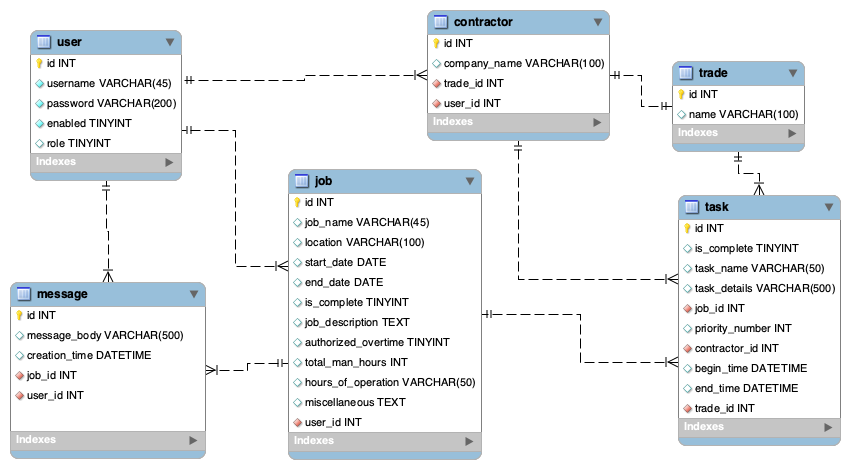 user
id INT
username VARCHAR(45)
password VARCHAR(200)
enabled TINYINT
role TINYINT
Indexes
contractor
id INT
company_name VARCHAR(100)
trade_id INT
user_id INT
Indexes
trade
id INT
name VARCHAR(100)
Indexes
job
id INT
job_name VARCHAR(45)
location VARCHAR(100)
start_date DATE
end_date DATE
is_complete TINYINT
job_description TEXT
authorized_overtime TINYINT
total_man_hours INT
hours_of_operation VARCHAR(50)
miscellaneous TEXT
user_id INT
Indexes
task
id INT
is_complete TINYINT
task_name VARCHAR(50)
task_details VARCHAR(500)
job_id INT
priority_number INT
contractor_id INT
begin_time DATETIME
end_time DATETIME
trade_id INT
Indexes
message
id INT
message_body VARCHAR(500)
creation_time DATETIME
job_id INT
user_id INT
Indexes